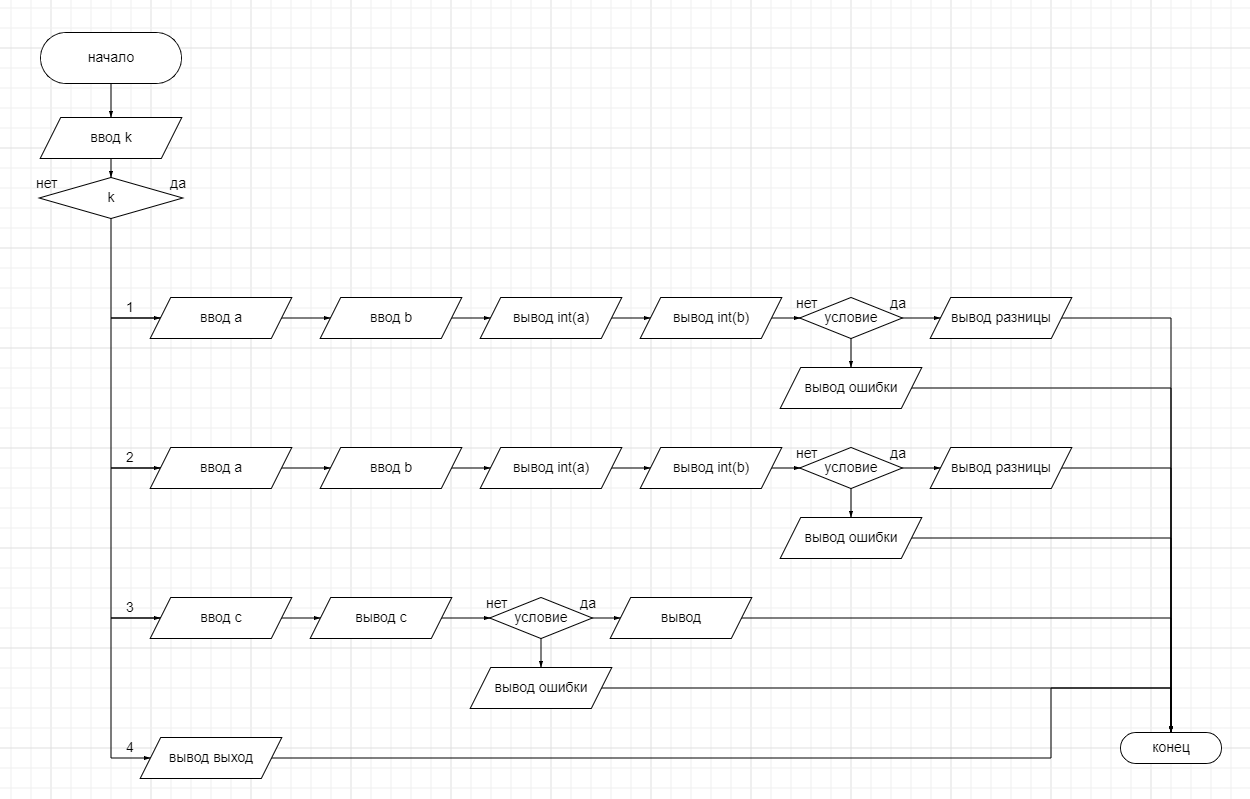 начало
ввод k
нет
да
k
1
ввод a
ввод b
вывод int(a)
вывод int(b)
нет
условие
да
вывод разницы
вывод ошибки
2
ввод a
ввод b
вывод int(a)
вывод int(b)
нет
условие
да
вывод разницы
вывод ошибки
3
ввод c
вывод c
нет
условие
да
вывод
вывод ошибки
4
вывод выход
конец